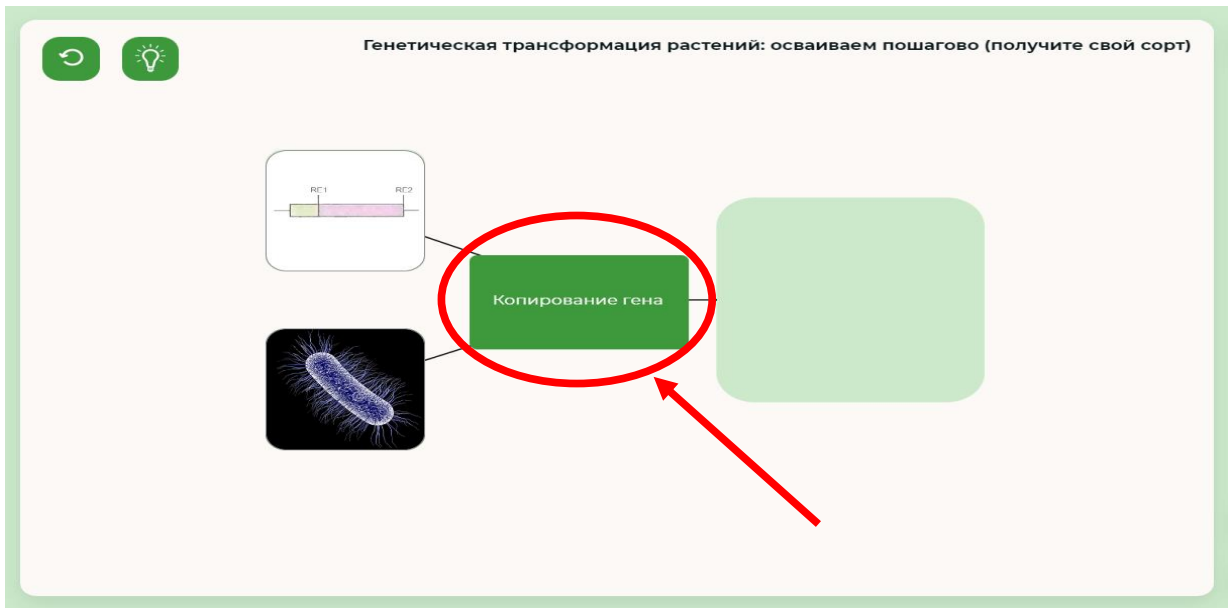 Генетическая трансформация растений: осваиваем пошагово (получите свой сорт)
RE1 RE2
Копирование гена